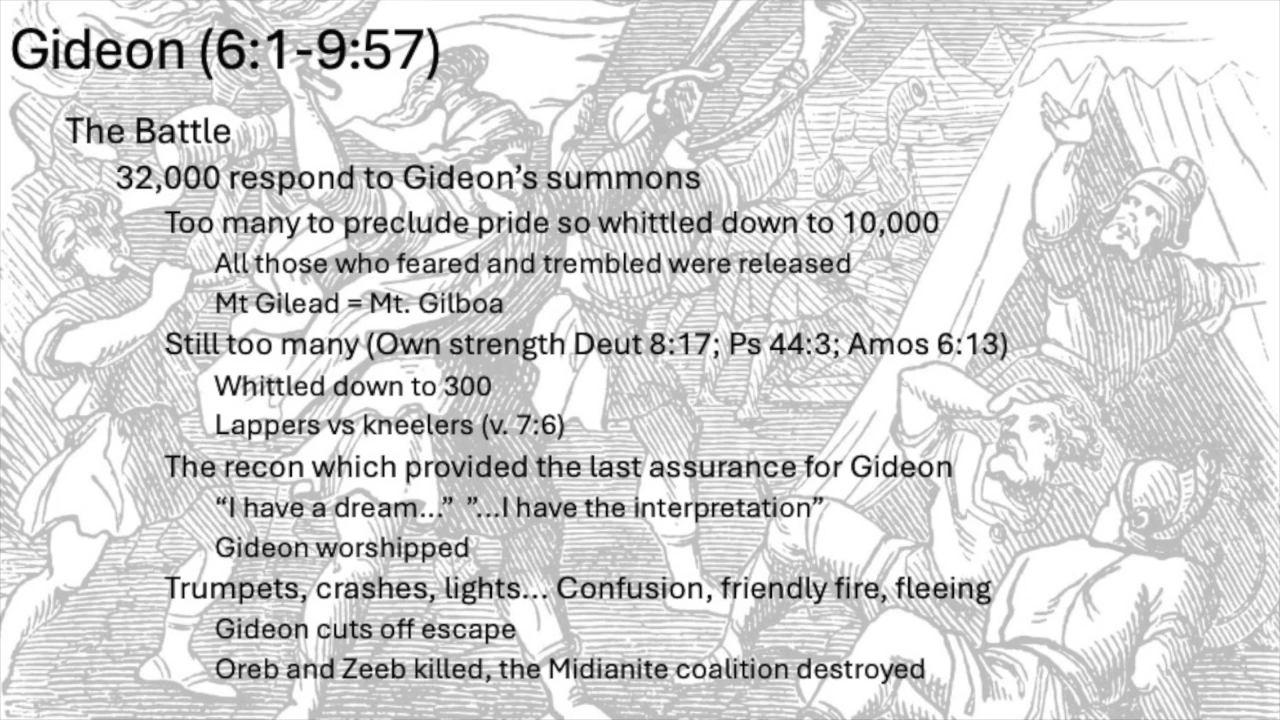 Gideon (6:1-9:57)
The Battle
32,000 respond to Gideon’s summons
Too many to preclude pride so whittled down to 10,000
All those who feared and trembled were released
Mt Gilead = Mt. Gilboa
Still too many (Own strength Deut 8:17; Ps 44:3; Amos 6:13)
Whittled down to 300
Lappers vs kneelers (v. 7:6)
The recon which provided the last assurance for Gideon
“I have a dream…” ”…I have the interpretation”
Gideon worshipped
Trumpets, crashes, lights… Confusion, friendly fire, fleeing
Gideon cuts off escape
Oreb and Zeeb killed, the Midianite coalition destroyed